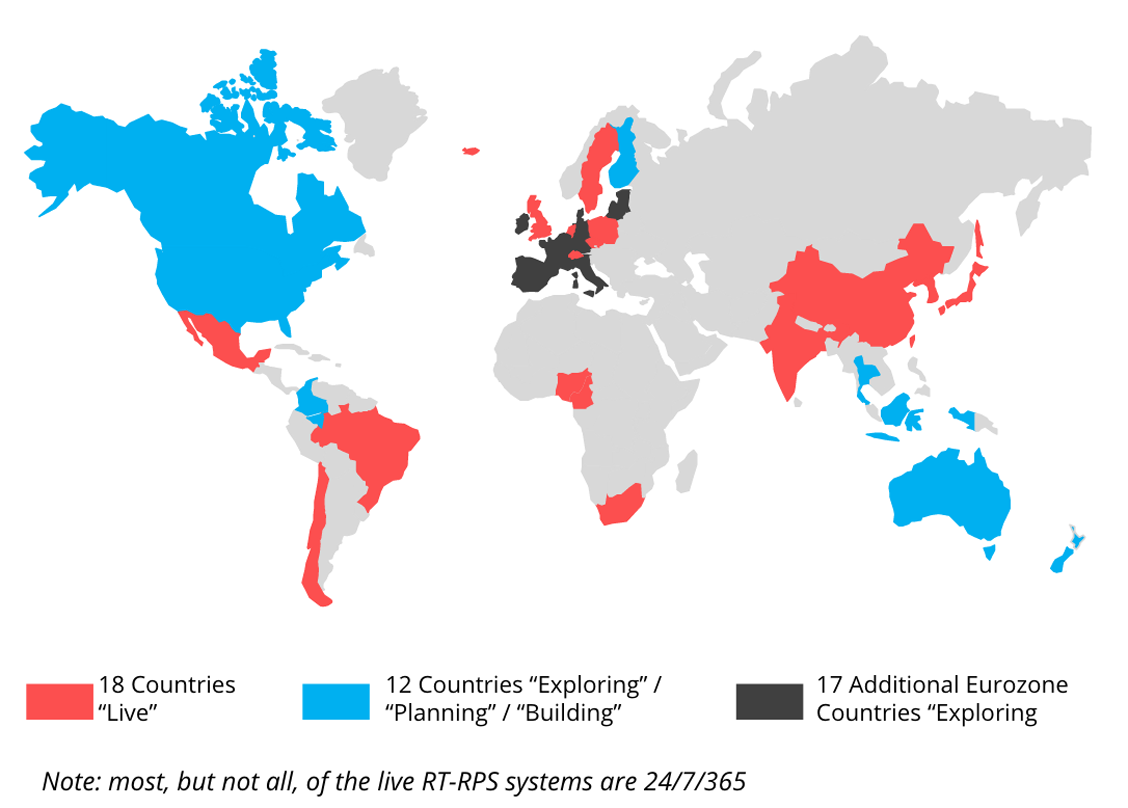 18 Countries
“Live”
12 Countries “Exploring” /
“Planning” / “Building”
17 Additional Eurozone
Countries “Exploring
Note: most, but not all, of the live RT-RPS systems are 24/7/365